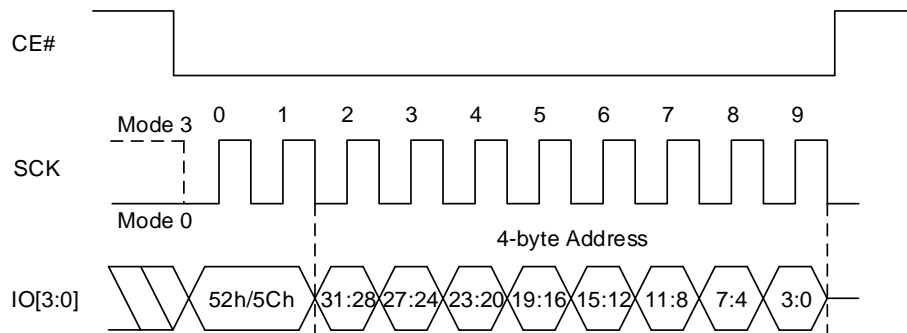 CE#
Mode 3
0 1 2 3 4 5 6 7 8 9
SCK
Mode 0
4-byte Address
IO[3:0]
52h/5Ch 31:28 27:24 23:20 19:16 15:12 11:8 7:4 3:0